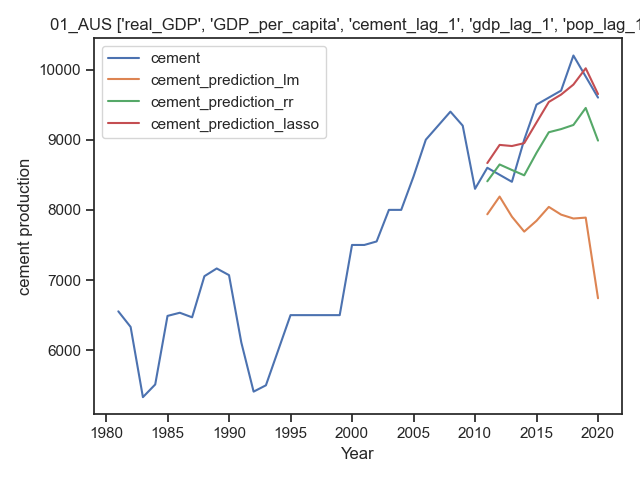 01_AUS ['real_GDP', 'GDP_per_capita', 'cement_lag_1', 'gdp_lag_1', 'pop_lag_1
cement
cement_prediction_lm
cement_prediction_rr
cement_prediction_lasso
10000
9000
8000
7000
6000
cement production
1980
1985
1990
1995
2000
2005
2010
2015
2020
Year